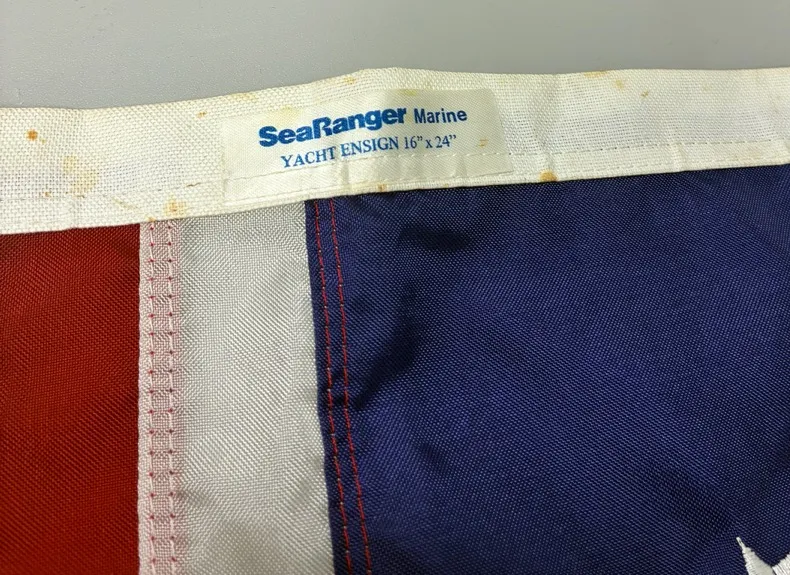 SeaRanger Marine
YACHT ENSIGN 16" x 24"